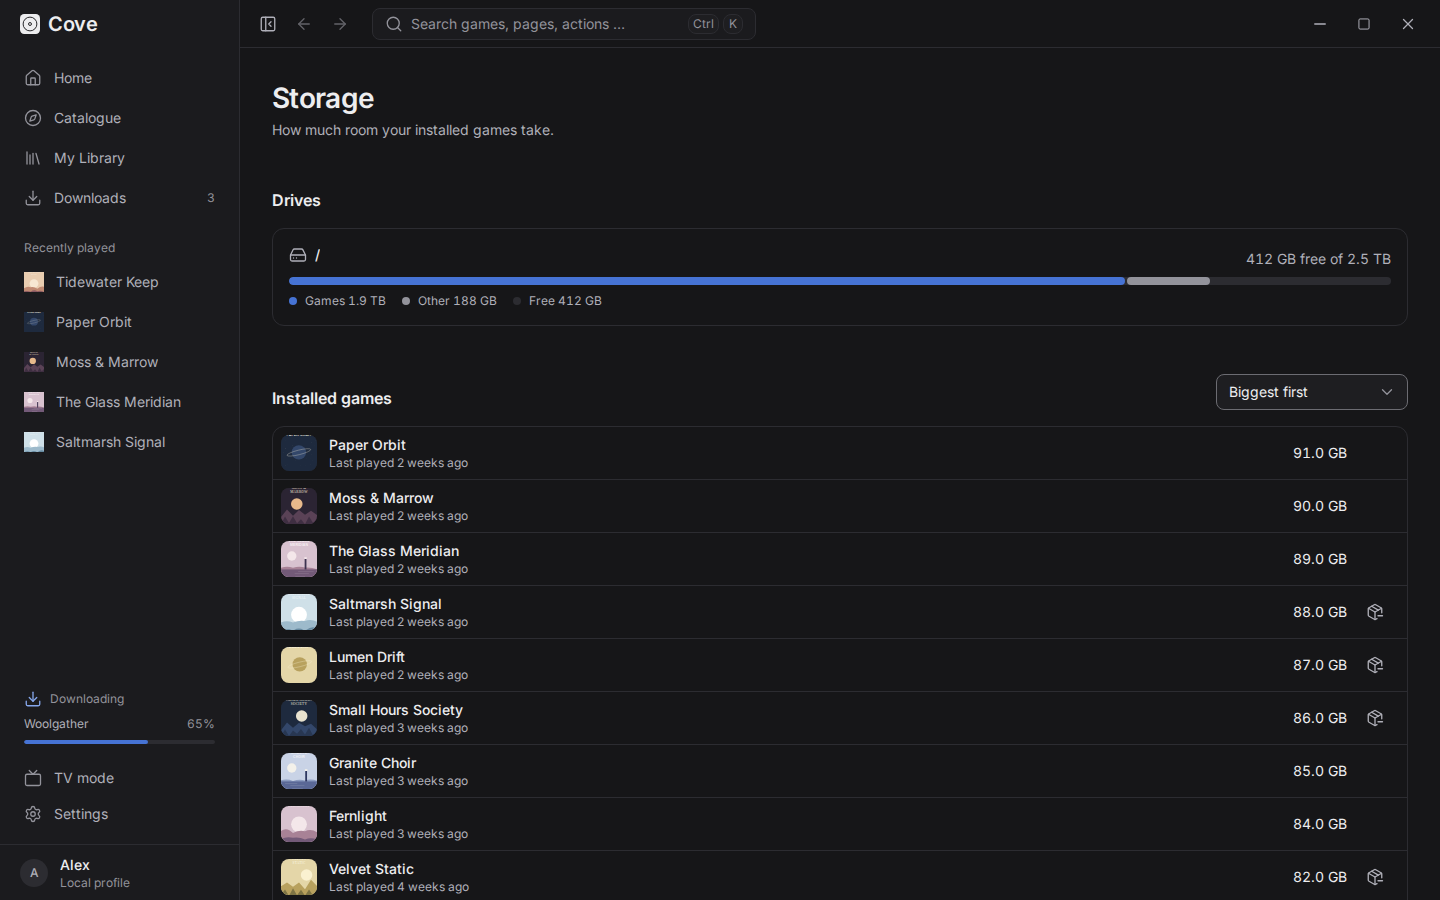 Cove
Search games, pages, actions ...
Ctrl
K
Home
Catalogue
My Library
Downloads
3
Recently played
Tidewater Keep
Paper Orbit
Moss & Marrow
The Glass Meridian
Saltmarsh Signal
Downloading
Woolgather
65%
TV mode
Settings
A
Alex
Local profile
Storage
How much room your installed games take.
Drives
/
412 GB free of 2.5 TB
Games 1.9 TB
Other 188 GB
Free 412 GB
Installed games
Biggest first
Paper Orbit
Last played 2 weeks ago
91.0 GB
Moss & Marrow
Last played 2 weeks ago
90.0 GB
The Glass Meridian
Last played 2 weeks ago
89.0 GB
Saltmarsh Signal
Last played 2 weeks ago
88.0 GB
Lumen Drift
Last played 2 weeks ago
87.0 GB
Small Hours Society
Last played 3 weeks ago
86.0 GB
Granite Choir
Last played 3 weeks ago
85.0 GB
Fernlight
Last played 3 weeks ago
84.0 GB
Velvet Static
Last played 4 weeks ago
82.0 GB